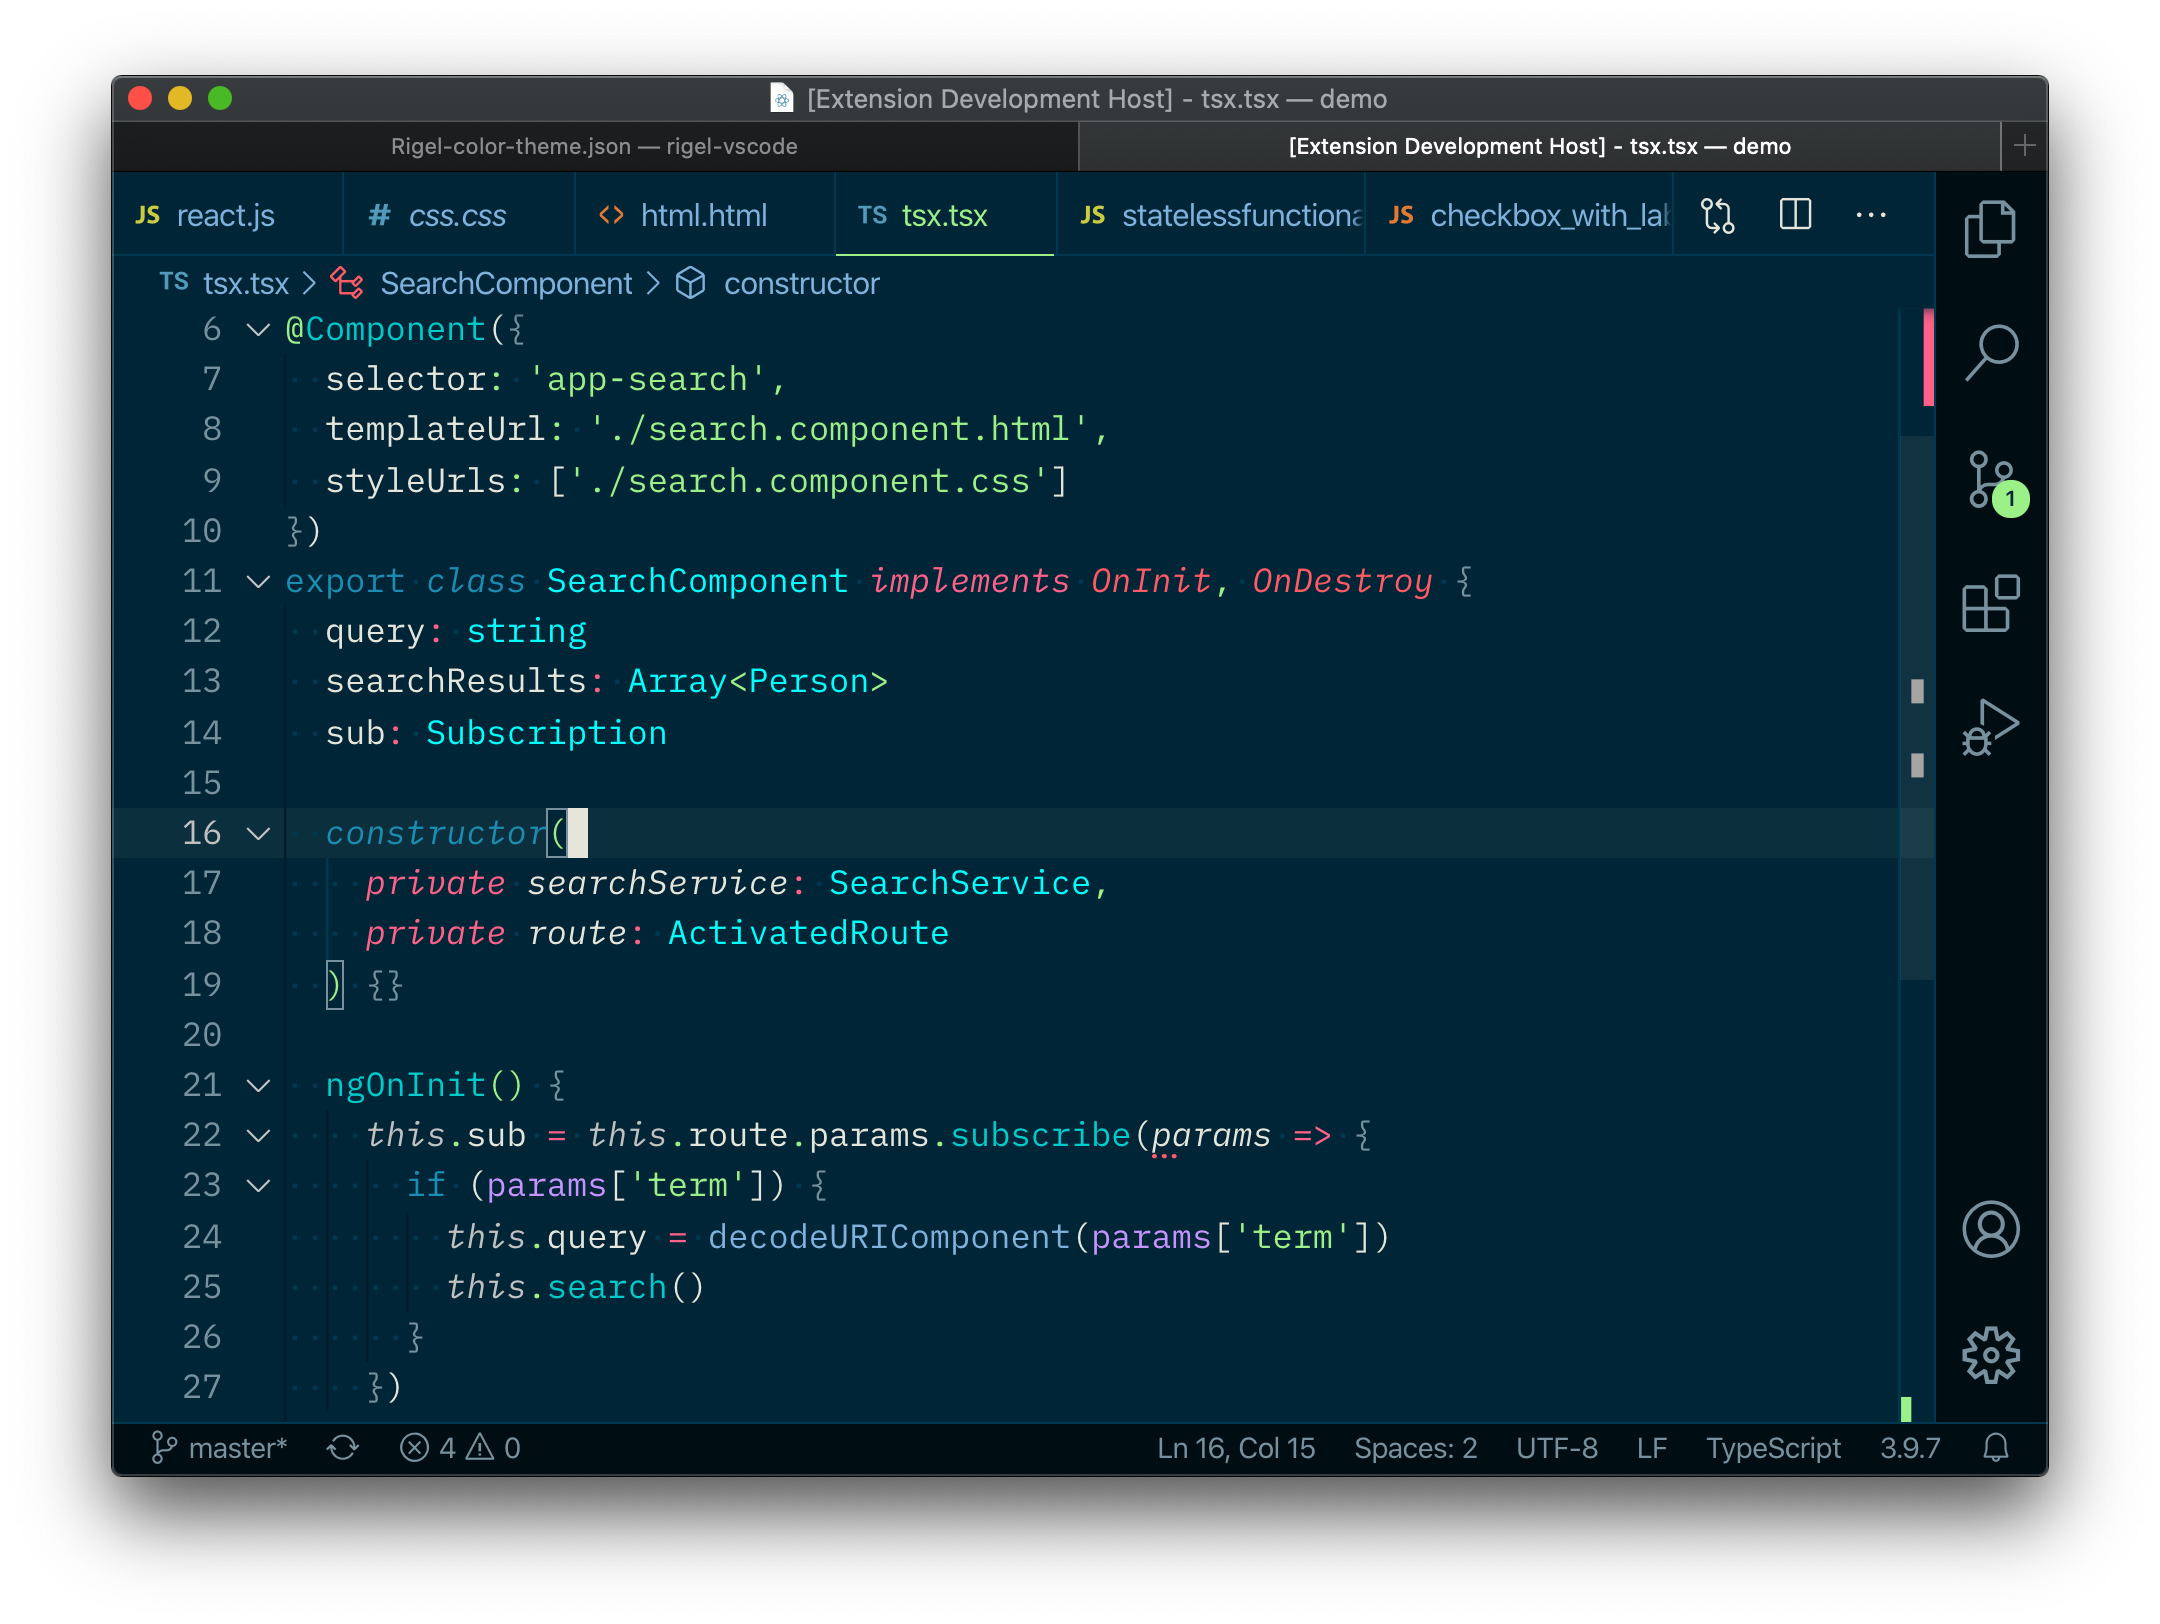 [Extension Development Host] - tsx.tsx — demo
Rigel-color-theme.json — rigel-vscode
[Extension Development Host] - tsx.tsx — demo
JS react.js
# css.css
<> html.html
TS tsx.tsx
JS statelessfunctiona
JS checkbox_with_lab
TS tsx.tsx > SearchComponent > constructor
6 @Component({
7   selector: 'app-search',
8   templateUrl: './search.component.html',
9   styleUrls: ['./search.component.css']
10 })
11 export class SearchComponent implements OnInit, OnDestroy {
12   query: string
13   searchResults: Array<Person>
14   sub: Subscription
15
16   constructor(
17     private searchService: SearchService,
18     private route: ActivatedRoute
19   ) {}
20
21   ngOnInit() {
22     this.sub = this.route.params.subscribe(params => {
23       if (params['term']) {
24         this.query = decodeURIComponent(params['term'])
25         this.search()
26       }
27     })
1
master* 4 0 Ln 16, Col 15 Spaces: 2 UTF-8 LF TypeScript 3.9.7